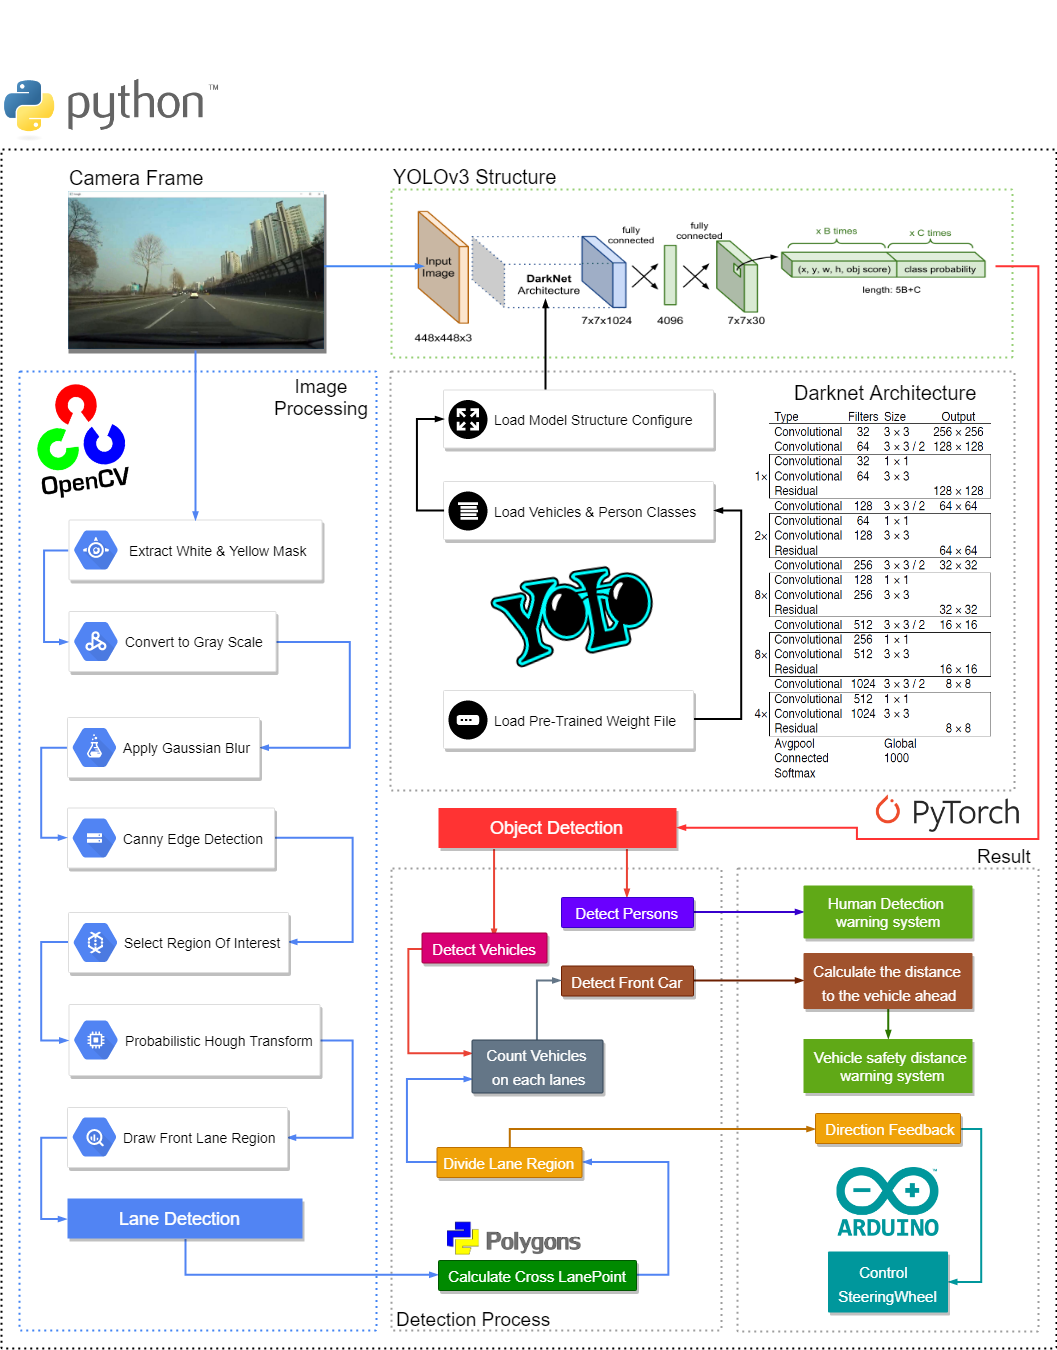 python™
Camera Frame
YOLOv3 Structure
x B times
x C times
fully
connected
fully
connected
Input
Image
DarkNet
Architecture
(x, y, w, h, obj score)
class probability
length: 5B+C
448x448x3
7x7x1024
4096
7x7x30
Image
Processing
OpenCV
Extract White & Yellow Mask
Convert to Gray Scale
Apply Gaussian Blur
Canny Edge Detection
Select Region Of Interest
Probabilistic Hough Transform
Draw Front Lane Region
Lane Detection
Load Model Structure Configure
Load Vehicles & Person Classes
YOLO
Load Pre-Trained Weight File
Darknet Architecture
Type Filters Size Output
Convolutional 32 3 × 3 256 × 256
Convolutional 64 3 × 3 / 2 128 × 128
Convolutional 32 1 × 1
1× Convolutional 64 3 × 3
Residual 128 × 128
Convolutional 128 3 × 3 / 2 64 × 64
Convolutional 64 1 × 1
2× Convolutional 128 3 × 3
Residual 64 × 64
Convolutional 256 3 × 3 / 2 32 × 32
Convolutional 128 1 × 1
8× Convolutional 256 3 × 3
Residual 32 × 32
Convolutional 512 3 × 3 / 2 16 × 16
Convolutional 256 1 × 1
8× Convolutional 512 3 × 3
Residual 16 × 16
Convolutional 1024 3 × 3 / 2 8 × 8
Convolutional 512 1 × 1
4× Convolutional 1024 3 × 3
Residual 8 × 8
Avgpool Global
Connected 1000
Softmax
PyTorch
Object Detection
Result
Detect Persons
Detect Vehicles
Detect Front Car
Count Vehicles
on each lanes
Divide Lane Region
Polygons
Calculate Cross LanePoint
Detection Process
Human Detection
warning system
Calculate the distance
to the vehicle ahead
Vehicle safety distance
warning system
Direction Feedback
ARDUINO
Control
SteeringWheel